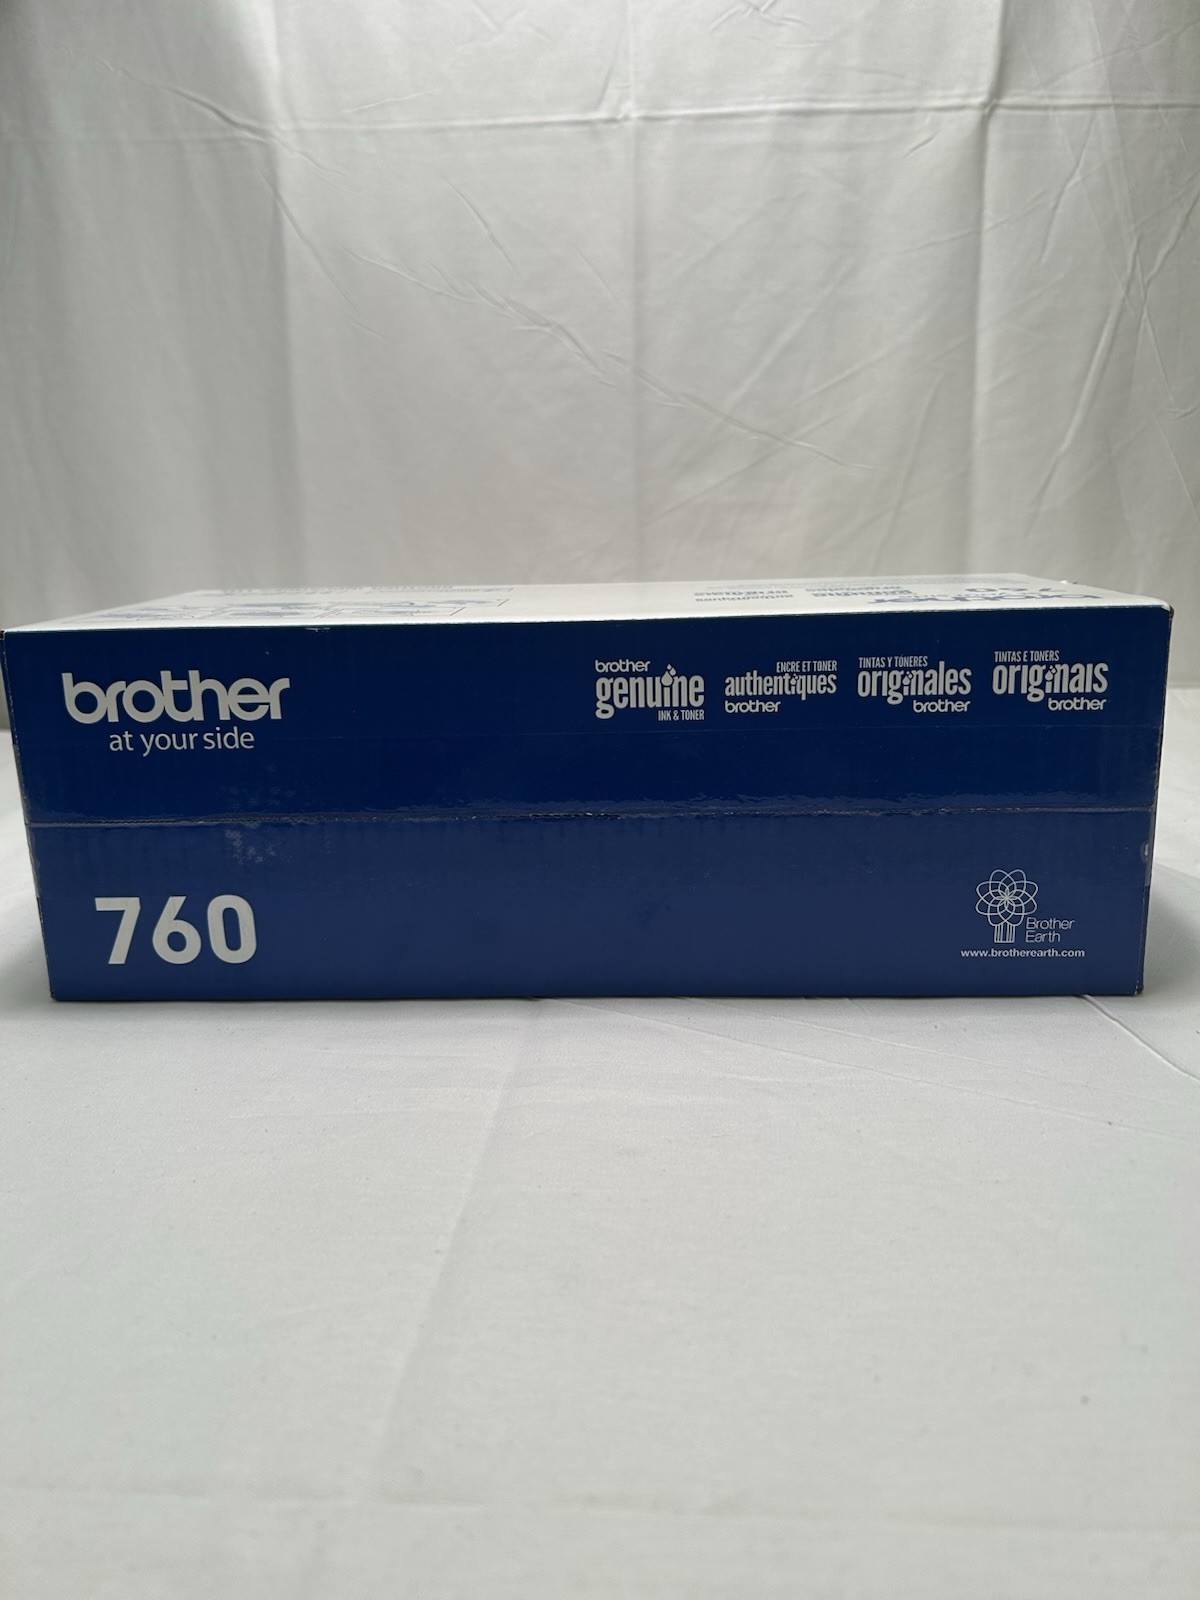 brother
at your side
brother
genuine
INK & TONER
ENCRE ET TONER
authentiques
brother
TINTAS Y TÓNERES
originales
brother
TINTAS E TONERS
originais
brother
760
Brother
Earth
www.brotherearth.com